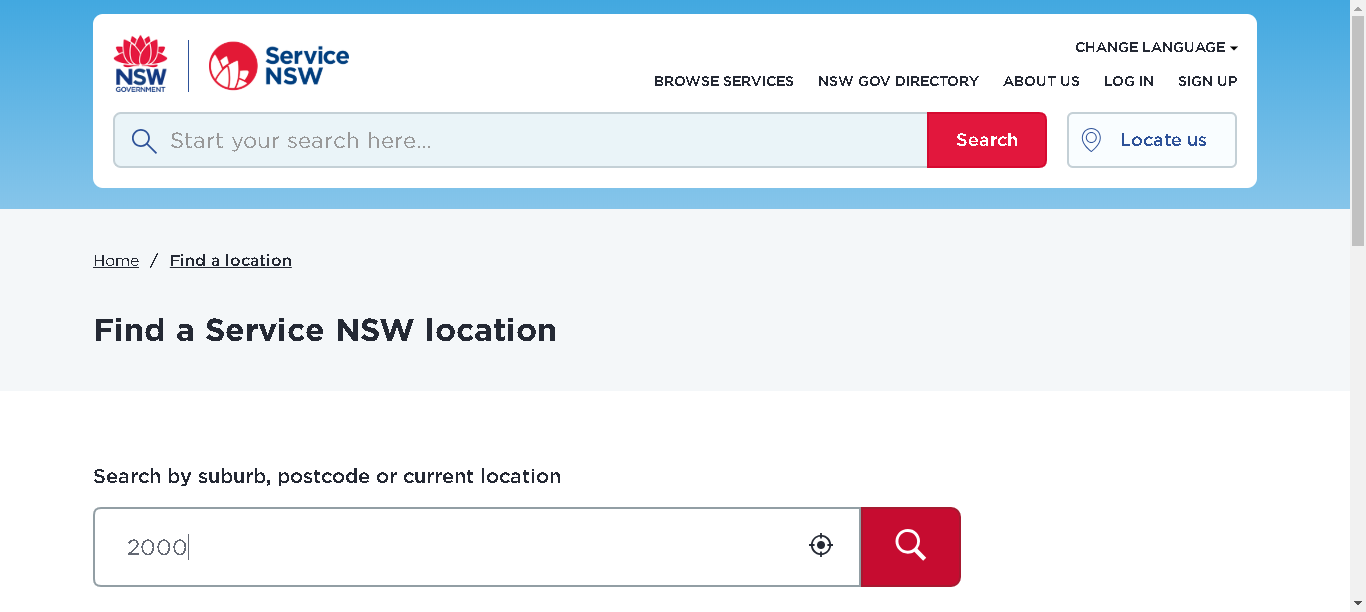 CHANGE LANGUAGE
NSW GOVERNMENT
Service NSW
BROWSE SERVICES NSW GOV DIRECTORY ABOUT US LOG IN SIGN UP
Start your search here... Search Locate us
Home / Find a location
Find a Service NSW location
Search by suburb, postcode or current location
2000